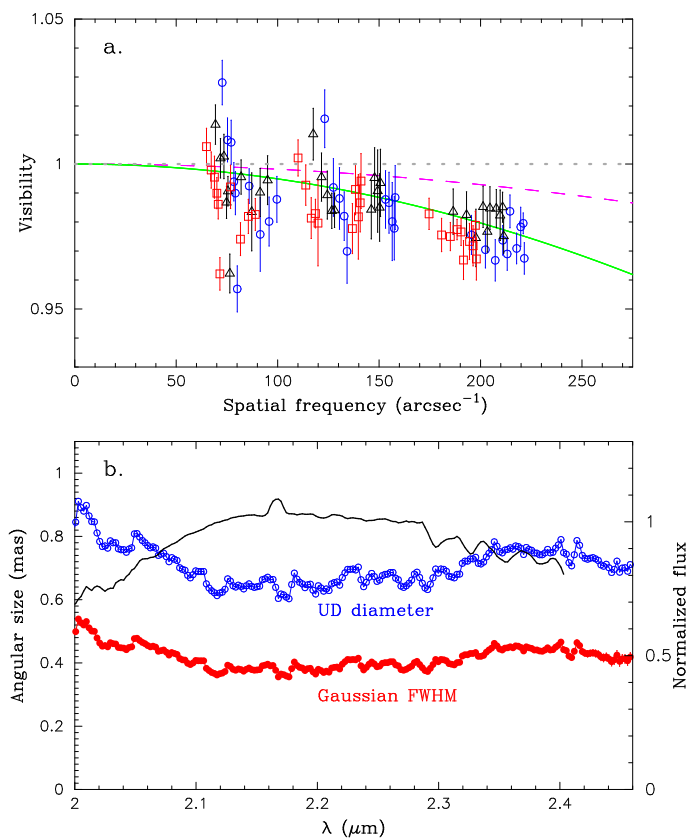 a.
1.05
1
0.95
Visibility
0
50
100
150
200
250
Spatial frequency (arcsec⁻¹)
b.
1
0.8
0.6
0.4
0.2
0
Angular size (mas)
1
0.5
0
Normalized flux
UD diameter
Gaussian FWHM
2
2.1
2.2
2.3
2.4
λ (μm)